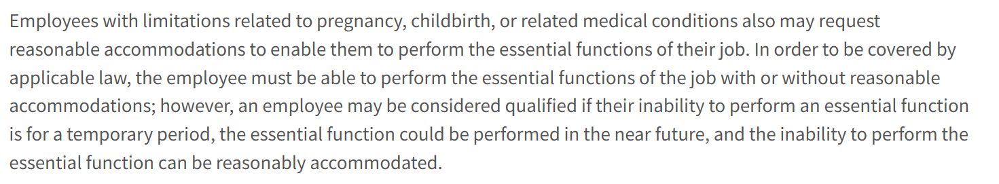 Employees with limitations related to pregnancy, childbirth, or related medical conditions also may request
reasonable accommodations to enable them to perform the essential functions of their job. In order to be covered by
applicable law, the employee must be able to perform the essential functions of the job with or without reasonable
accommodations; however, an employee may be considered qualified if their inability to perform an essential function
is for a temporary period, the essential function could be performed in the near future, and the inability to perform the
essential function can be reasonably accommodated.